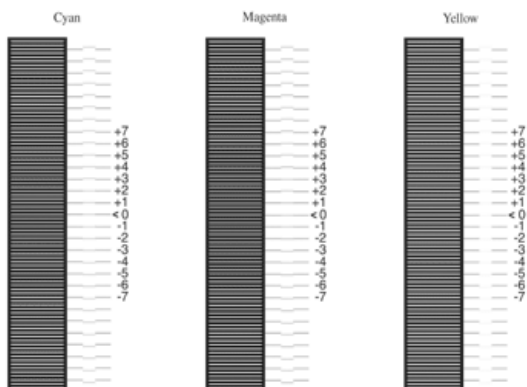 Cyan Magenta Yellow
+7 +7 +7
+6 +6 +6
+5 +5 +5
+4 +4 +4
+3 +3 +3
+2 +2 +2
+1 +1 +1
<0 <0 <0
-1 -1 -1
-2 -2 -2
-3 -3 -3
-4 -4 -4
-5 -5 -5
-6 -6 -6
-7 -7 -7